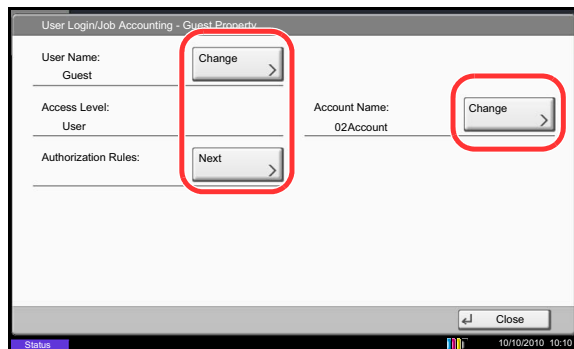 User Login/Job Accounting - Guest Property
User Name:
Change
Guest
Access Level:
User
Account Name:
Change
02Account
Authorization Rules:
Next
Close
Status
10/10/2010 10:10